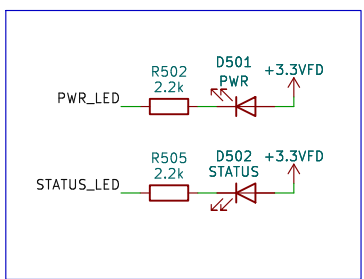 D501
R502
PWR
+3.3VFD
2.2k
PWR_LED
R505
D502
+3.3VFD
2.2k
STATUS
STATUS_LED